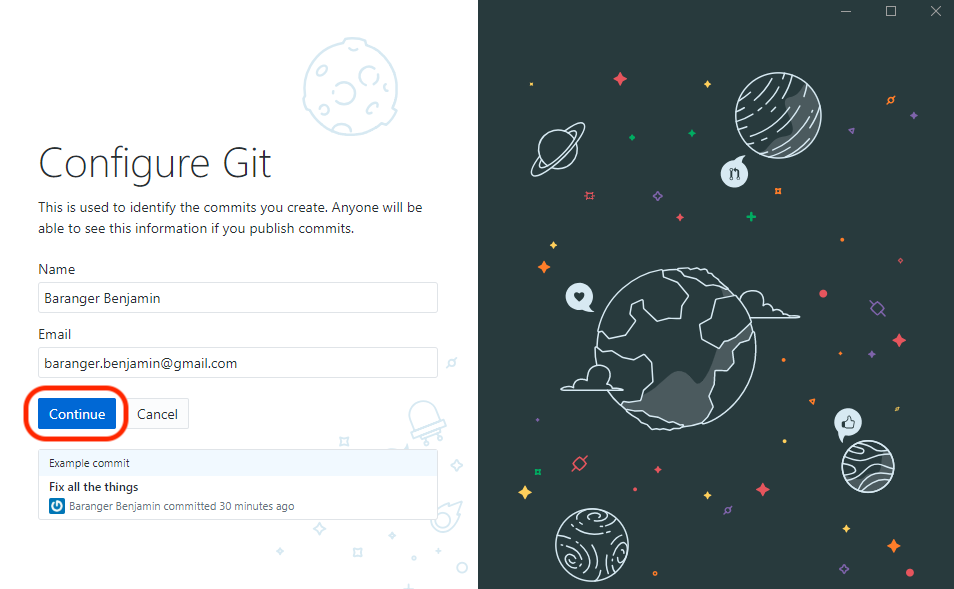 Configure Git
This is used to identify the commits you create. Anyone will be
able to see this information if you publish commits.
Name
Baranger Benjamin
Email
baranger.benjamin@gmail.com
Continue
Cancel
Example commit
Fix all the things
Baranger Benjamin committed 30 minutes ago